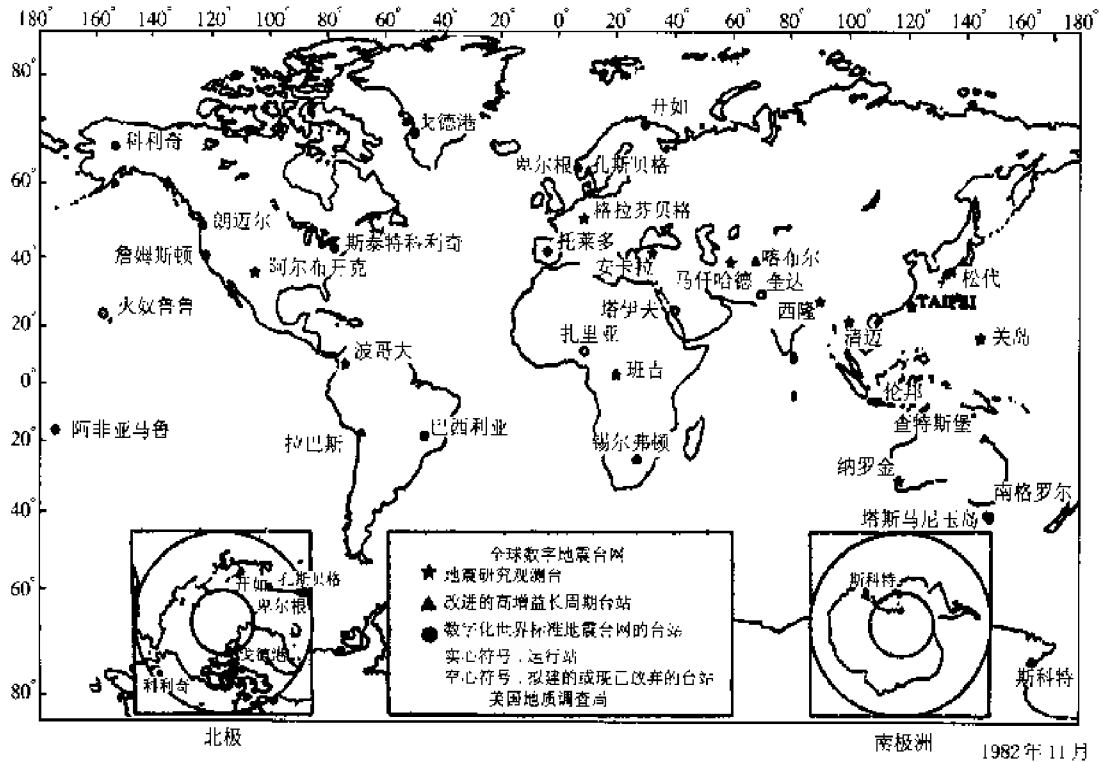 180° 160° 140° 120° 100° 80° 60° 40° 20° 0° 20° 40° 60° 80° 100° 120° 140° 160° 180°
80°
丹如
戈德港
科利奇
卑尔根 孔斯贝格
60°
格拉芬贝格
朗迈尔
斯泰特科利奇
托莱多
40°
詹姆斯顿
阿尔布开克
安卡拉
马什哈德
喀布尔
奎达
松代
火奴鲁鲁
塔伊夫
西隆
TAIPEI
20°
扎里亚
清迈
关岛
波哥大
0°
班吉
伦邦
阿非亚马鲁
巴西利亚
查特斯堡
20°
拉巴斯
锡尔弗顿
纳罗金
南格罗尔
40°
塔斯马尼亚岛
全球数字地震台网
★ 地震研究观测台
▲ 改进的高增益长周期台站
● 数字化世界标准地震台网的台站
实心符号，运行站
空心符号，拟建的或现已改弃的台站
美国地质调查局
丹如 孔斯贝格
卑尔根
戈德港
科利奇
60°
斯科特
斯科特
80°
北极
南极洲
1982年11月